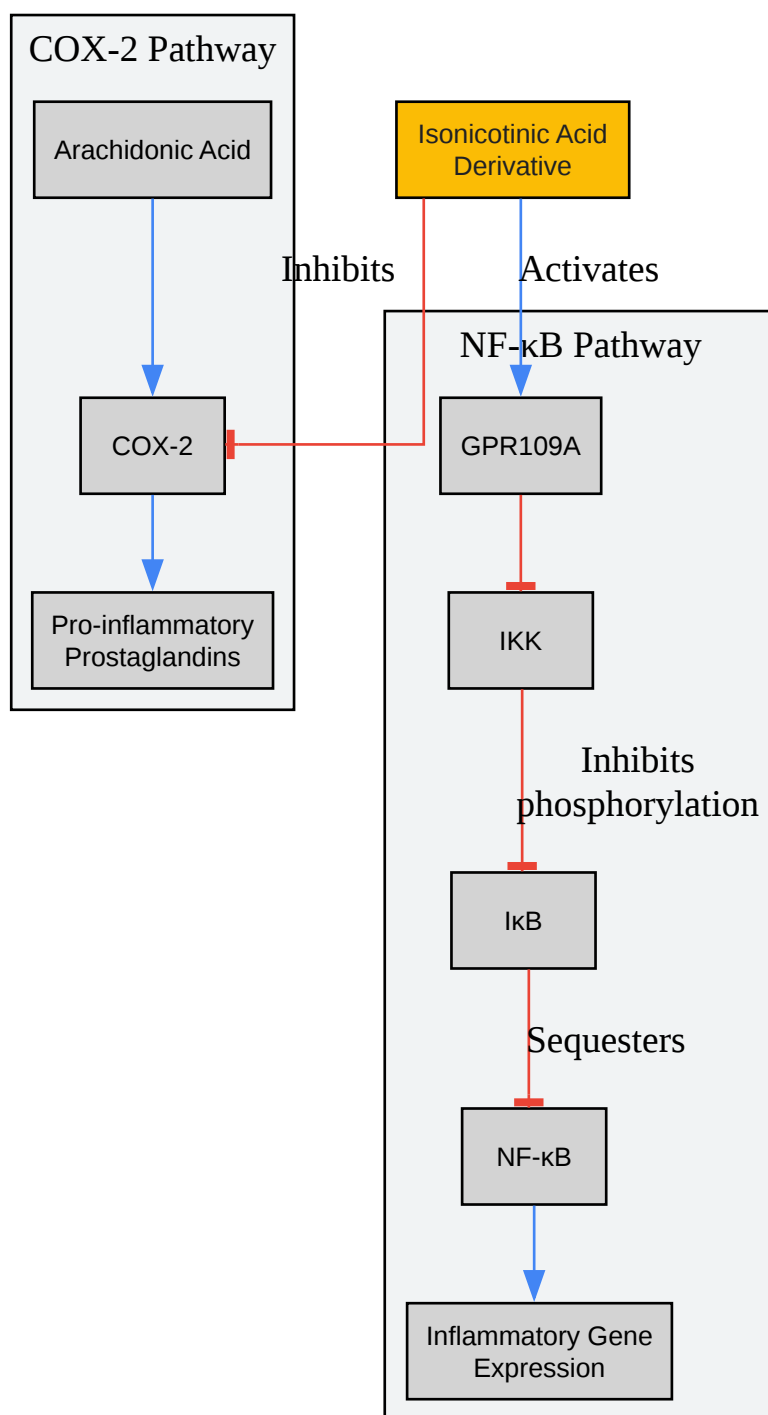 COX-2 Pathway
Arachidonic Acid
Isonicotinic Acid
Derivative
Inhibits
Activates
NF-κB Pathway
COX-2
GPR109A
Pro-inflammatory
Prostaglandins
IKK
Inhibits
phosphorylation
IκB
Sequesters
NF-κB
Inflammatory Gene
Expression